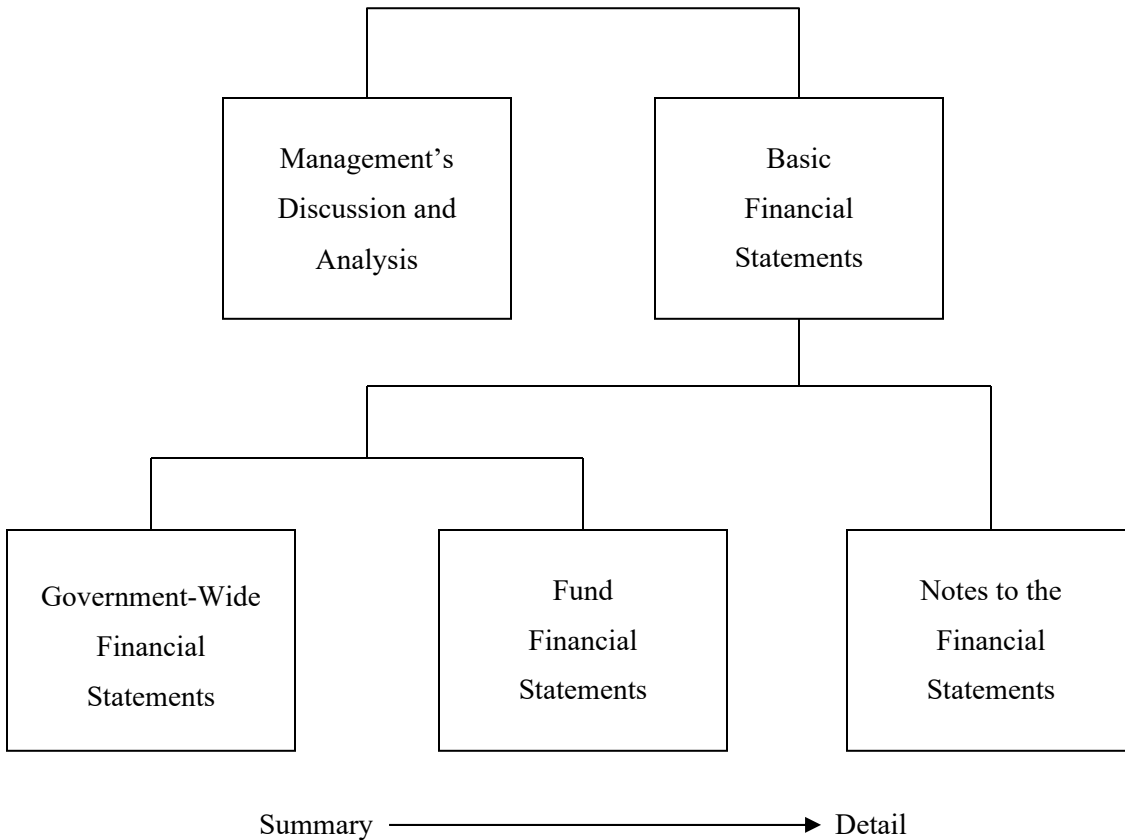 Management’s
Discussion and
Analysis
Basic
Financial
Statements
Government-Wide
Financial
Statements
Fund
Financial
Statements
Notes to the
Financial
Statements
Summary
Detail